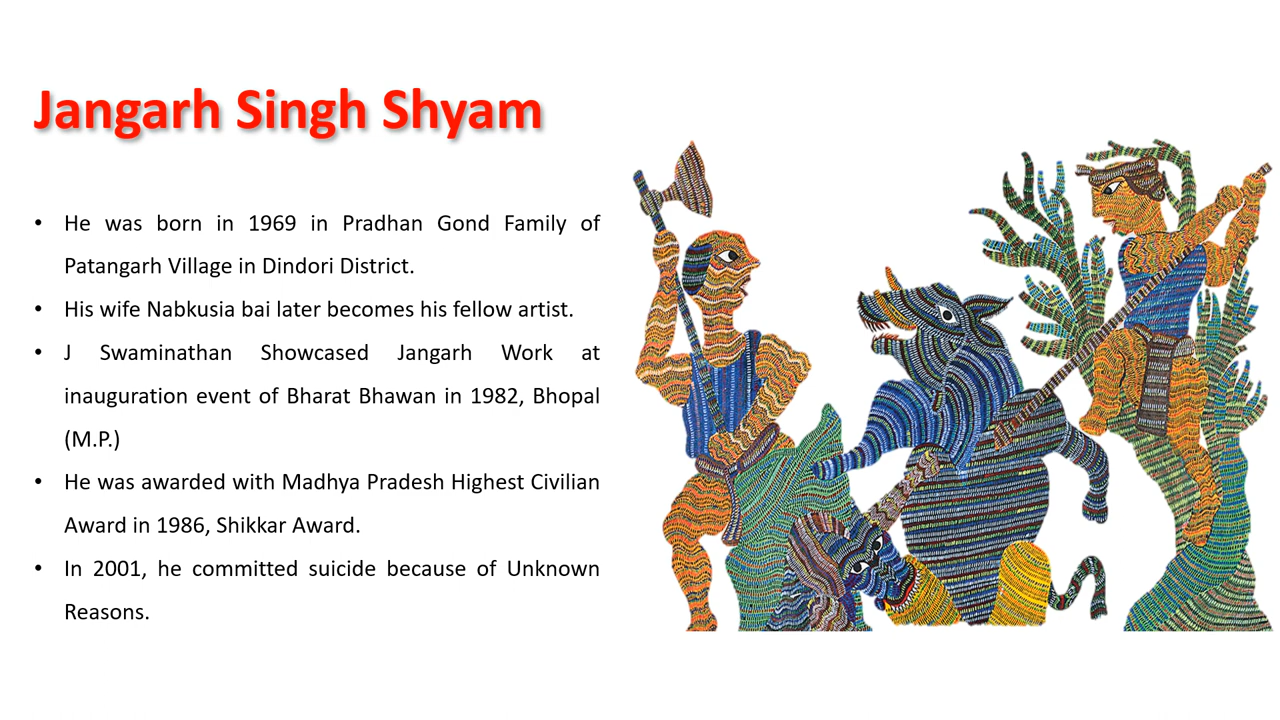 Jangarh Singh Shyam
• He was born in 1969 in Pradhan Gond Family of
Patangarh Village in Dindori District.
• His wife Nabkusia bai later becomes his fellow artist.
• J Swaminathan Showcased Jangarh Work at
inauguration event of Bharat Bhawan in 1982, Bhopal
(M.P.)
• He was awarded with Madhya Pradesh Highest Civilian
Award in 1986, Shikkar Award.
• In 2001, he committed suicide because of Unknown
Reasons.